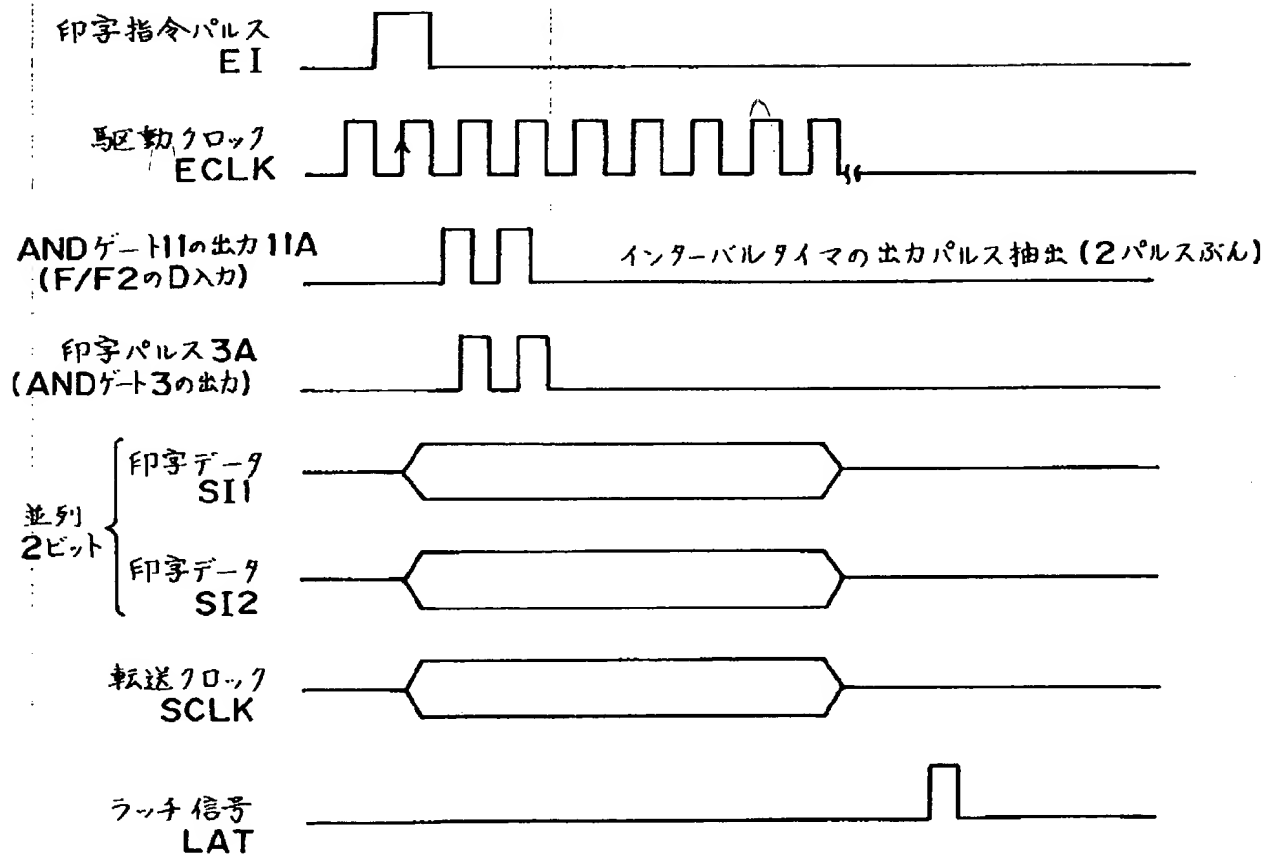 印字指令パルス
EI
駆動クロック
ECLK
ANDゲート11の出力11A
(F/F2のD入力)
インターバルタイマの出力パルス抽出(2パルスぶん)
印字パルス3A
(ANDゲート3の出力)
並列
2ビット
印字データ
SI1
印字データ
SI2
転送クロック
SCLK
ラッチ信号
LAT